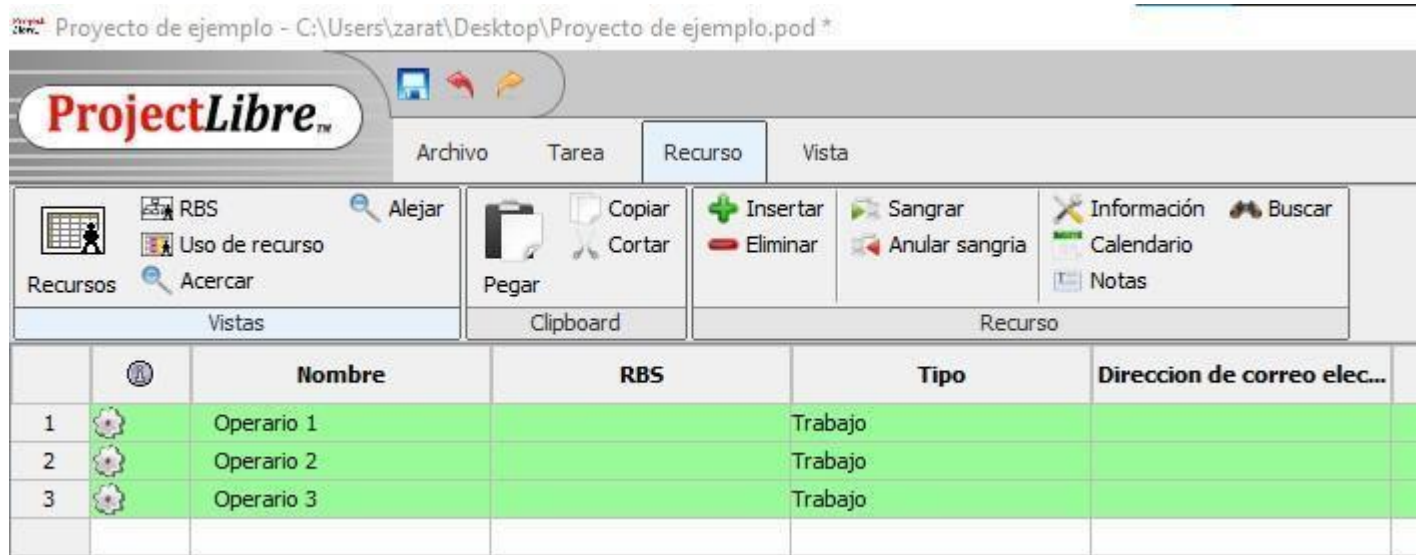 Proyecto de ejemplo - C:\Users\zarat\Desktop\Proyecto de ejemplo.pod *
ProjectLibre™
Archivo Tarea Recurso Vista
RBS Alejar Copiar Insertar Sangrar Información Buscar
Uso de recurso Cortar Eliminar Anular sangria Calendario
Recursos Acercar Pegar Notas
Vistas Clipboard Recurso
Nombre RBS Tipo Direccion de correo elec...
1 Operario 1 Trabajo
2 Operario 2 Trabajo
3 Operario 3 Trabajo